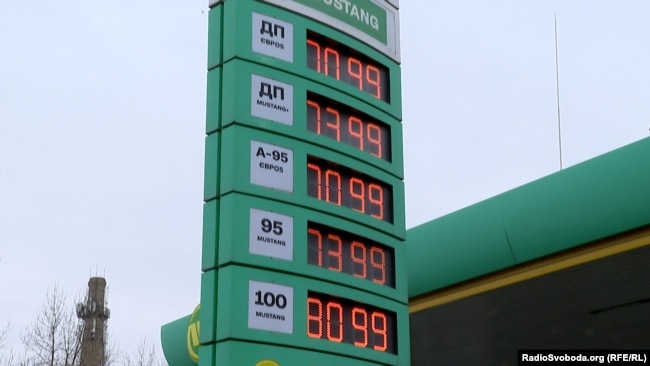 MUSTANG
ДП
ЄВРО5
70.99
ДП
MUSTANG+
73.99
А-95
ЄВРО5
70.99
95
MUSTANG
73.99
100
MUSTANG
80.99
RadioSvoboda.org (RFE/RL)